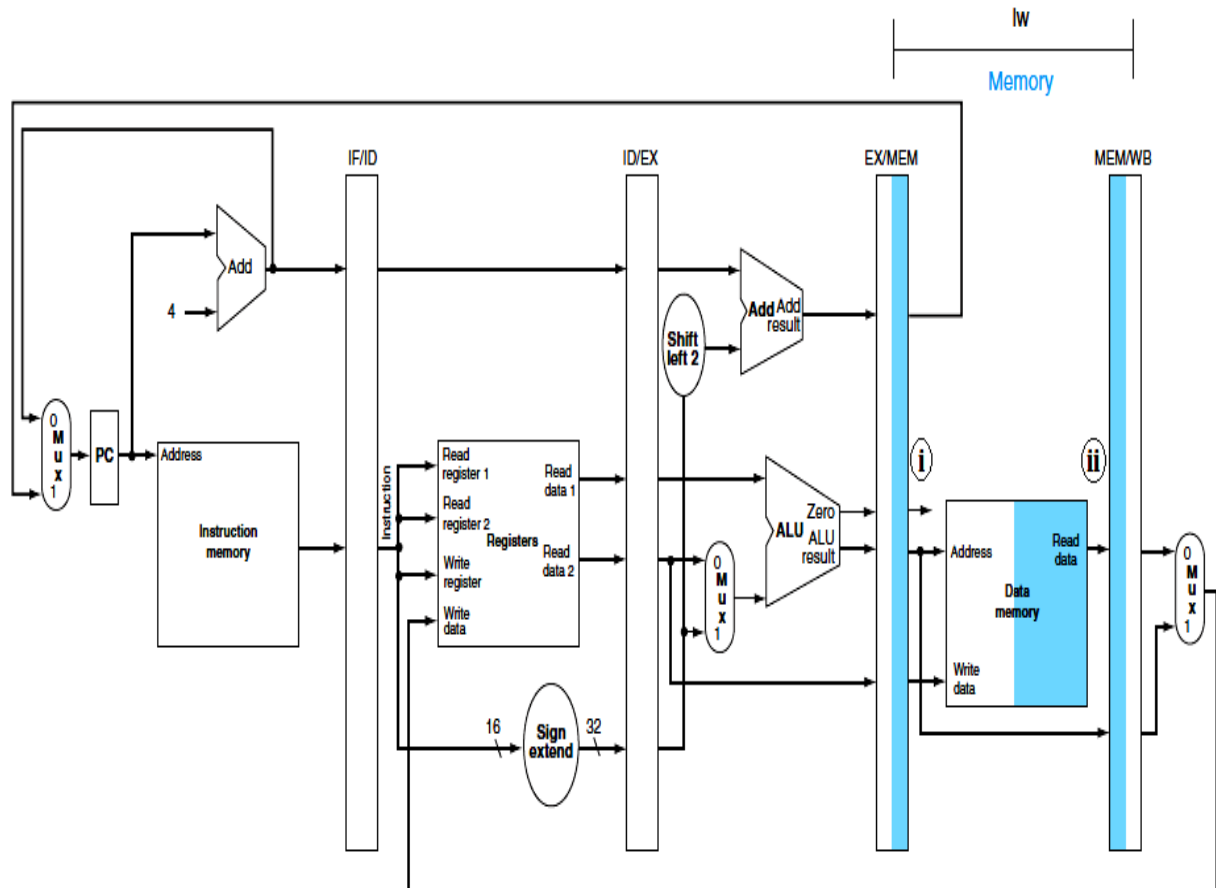 lw
Memory
IF/ID
ID/EX
EX/MEM
MEM/WB
Add
4
Shift
left 2
Add Add
result
0
M
u
x
1
PC
Address
Instruction
memory
Instruction
Read
register 1
Read
register 2
Write
register
Write
data
Registers
Read
data 1
Read
data 2
16
Sign
extend
32
0
M
u
x
1
Zero
ALU
ALU
result
i
ii
Address
Read
data
Data
memory
Write
data
0
M
u
x
1